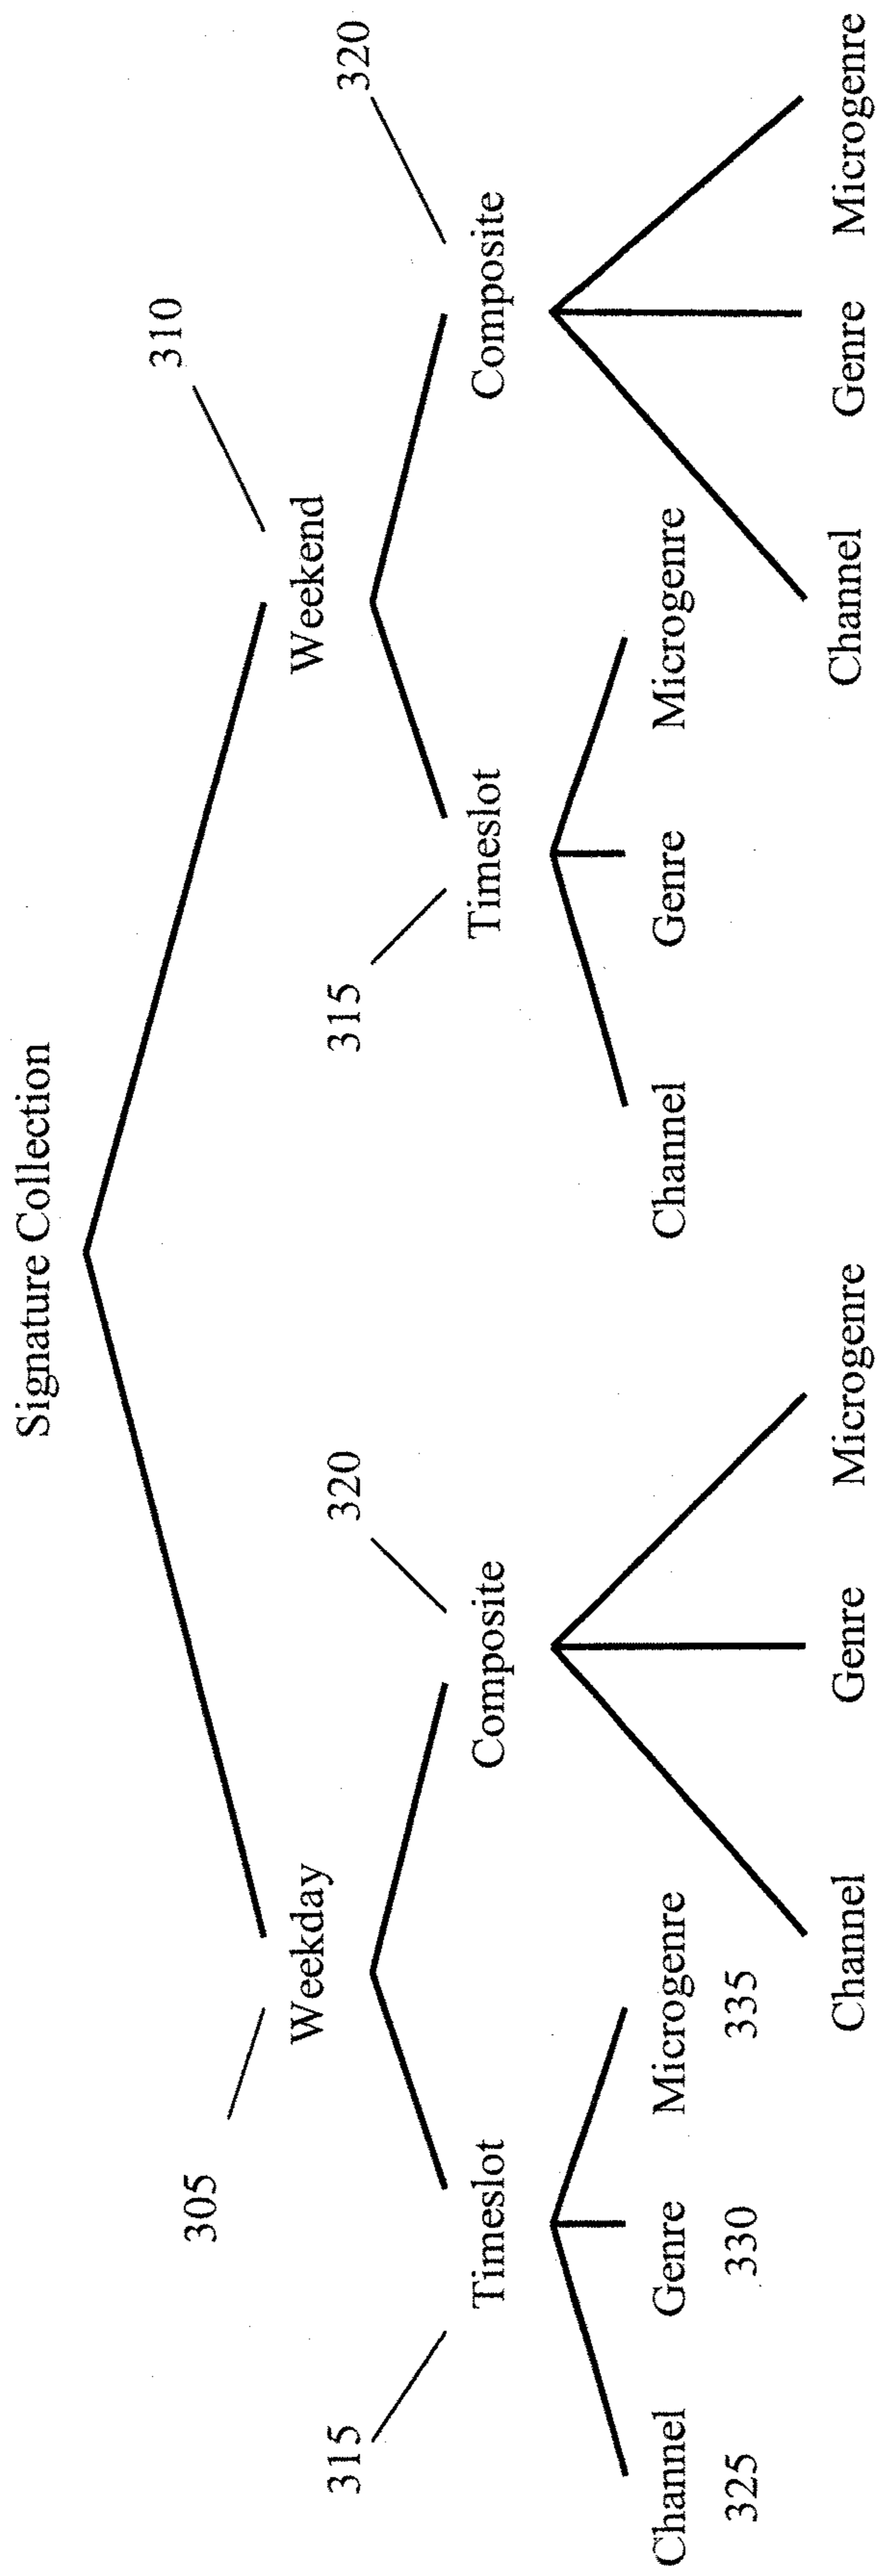 Signature Collection
305
310
Weekday
Weekend
315
320
315
320
Timeslot
Composite
Timeslot
Composite
Channel
Genre
Microgenre
Channel
Genre
Microgenre
325
330
335
Channel
Genre
Microgenre
Channel
Genre
Microgenre